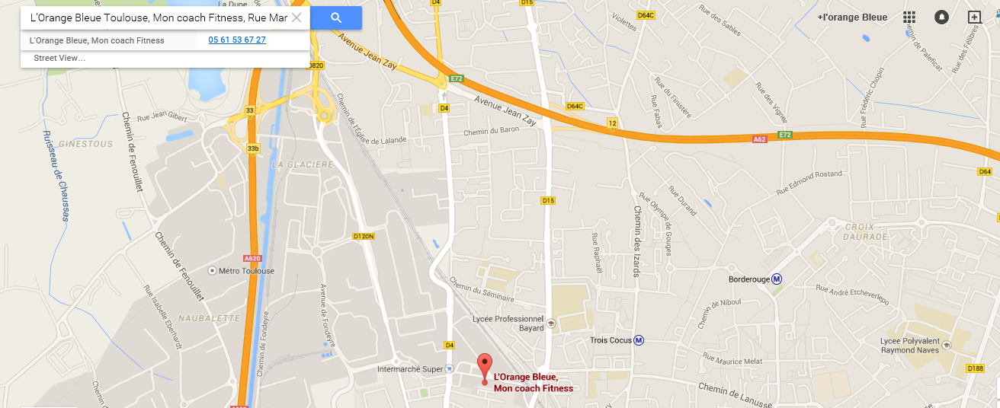 L'Orange Bleue Toulouse, Mon coach Fitness, Rue Mar
L'Orange Bleue, Mon coach Fitness
05 61 53 67 27
Street View...
+l'orange Bleue
La Dune
D4
D15
D64C
Violettes
Rue des Sables
Rue de Paleficat
Rue des Félibres
Avenue Jean Zay
D820
E72
Rue du Finistère
Rue des Vignes
Rue Frédéric Chopin
Rue Fabas
33
D4
Avenue Jean Zay
D64C
12
Rue Jean Gibert
Chemin de l'Église de Lalande
Chemin du Baron
A62
E72
GINESTOUS
Ruisseau de Chaussas
Chemin de Fenouillet
33b
LA GLACIÈRE
D64
Rue Edmond Rostand
D15
Rue Olympe de Gouges
Rue Durand
Chemin des Izards
D120N
CROIX -
DAURADE
Rue Raphaël
Chemin de Fenouillet
A620
Métro Toulouse
Borderouge
M
Chemin du Séminaire
Rue Isabelle Eberhardt
Avenue de Fondeyre
Rue André Etcheverlepo
Chemin de Niboul
NAUBALETTE
Chemin de Fondeyre
Lycée Professionnel
Bayard
Trois Cocus
M
Lycee Polyvalent
Raymond Naves
D4
Rue Maurice Melat
Intermarché Super
D188
L'Orange Bleue,
Mon coach Fitness
Chemin de Lanusse